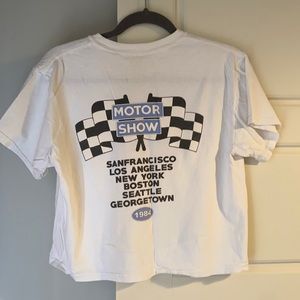 MOTOR
SHOW
SANFRANCISCO
LOS ANGELES
NEW YORK
BOSTON
SEATTLE
GEORGETOWN
1984